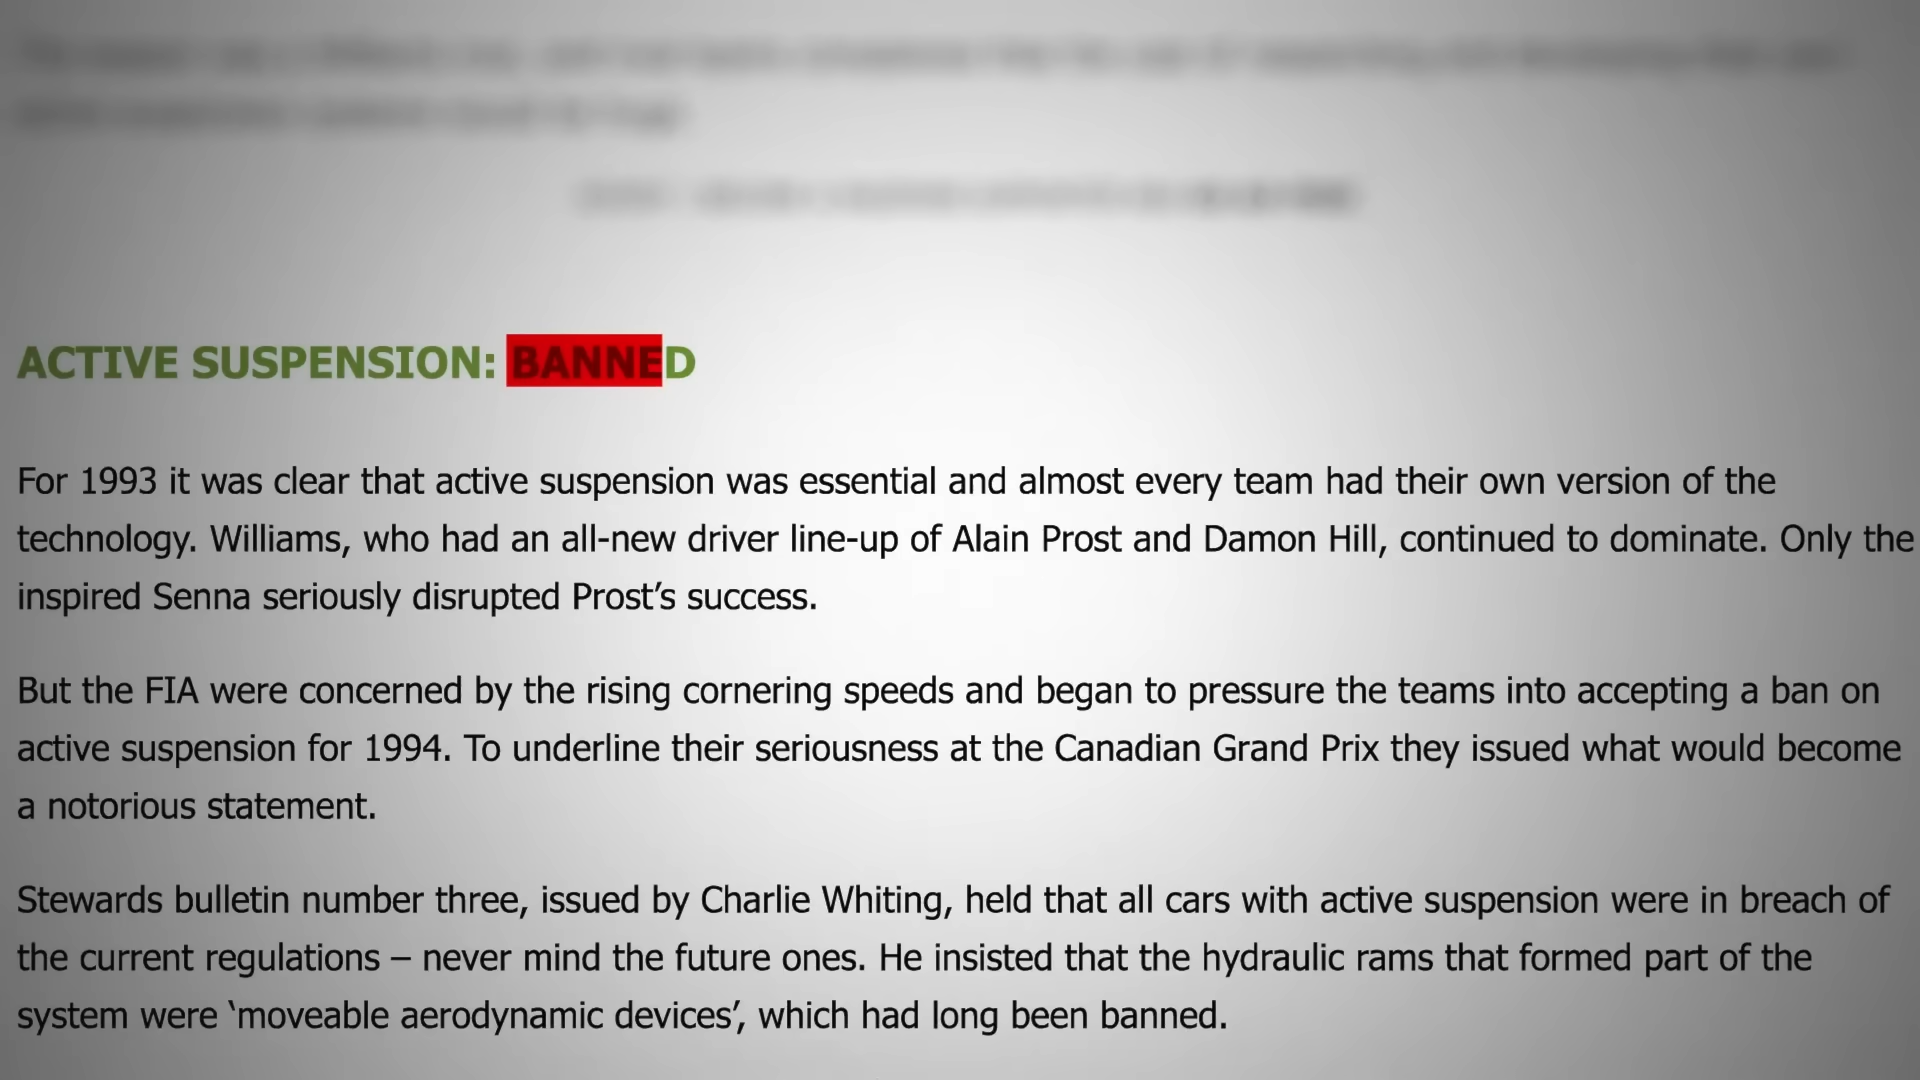 ACTIVE SUSPENSION: BANNED
For 1993 it was clear that active suspension was essential and almost every team had their own version of the
technology. Williams, who had an all-new driver line-up of Alain Prost and Damon Hill, continued to dominate. Only the
inspired Senna seriously disrupted Prost’s success.
But the FIA were concerned by the rising cornering speeds and began to pressure the teams into accepting a ban on
active suspension for 1994. To underline their seriousness at the Canadian Grand Prix they issued what would become
a notorious statement.
Stewards bulletin number three, issued by Charlie Whiting, held that all cars with active suspension were in breach of
the current regulations – never mind the future ones. He insisted that the hydraulic rams that formed part of the
system were ‘moveable aerodynamic devices’, which had long been banned.